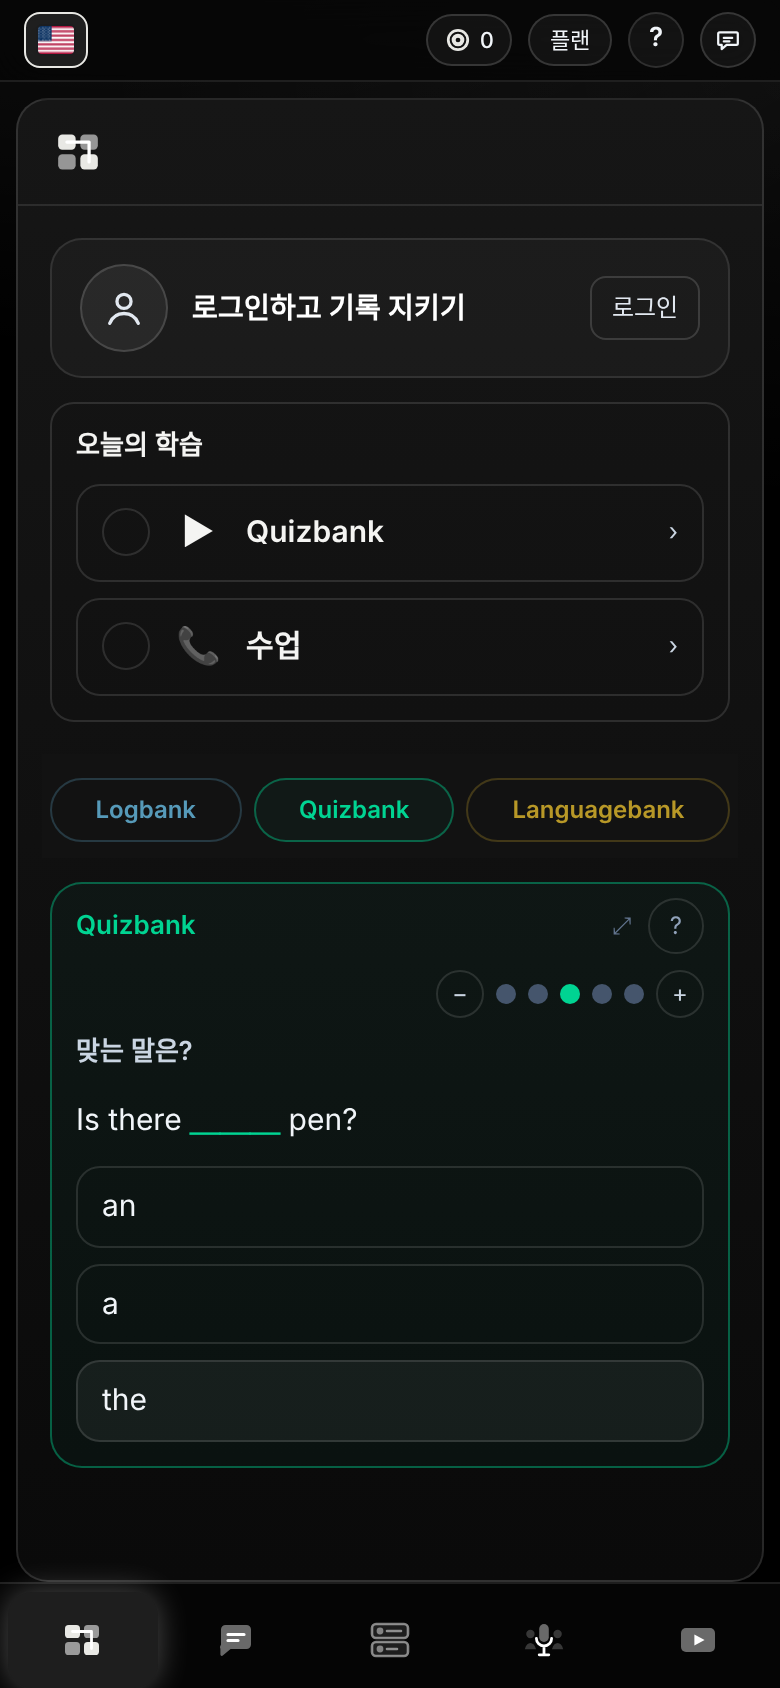 0
플랜
?
로그인하고 기록 지키기
로그인
오늘의 학습
Quizbank
›
수업
›
Logbank
Quizbank
Languagebank
Quizbank
?
−
+
맞는 말은?
Is there ______ pen?
an
a
the